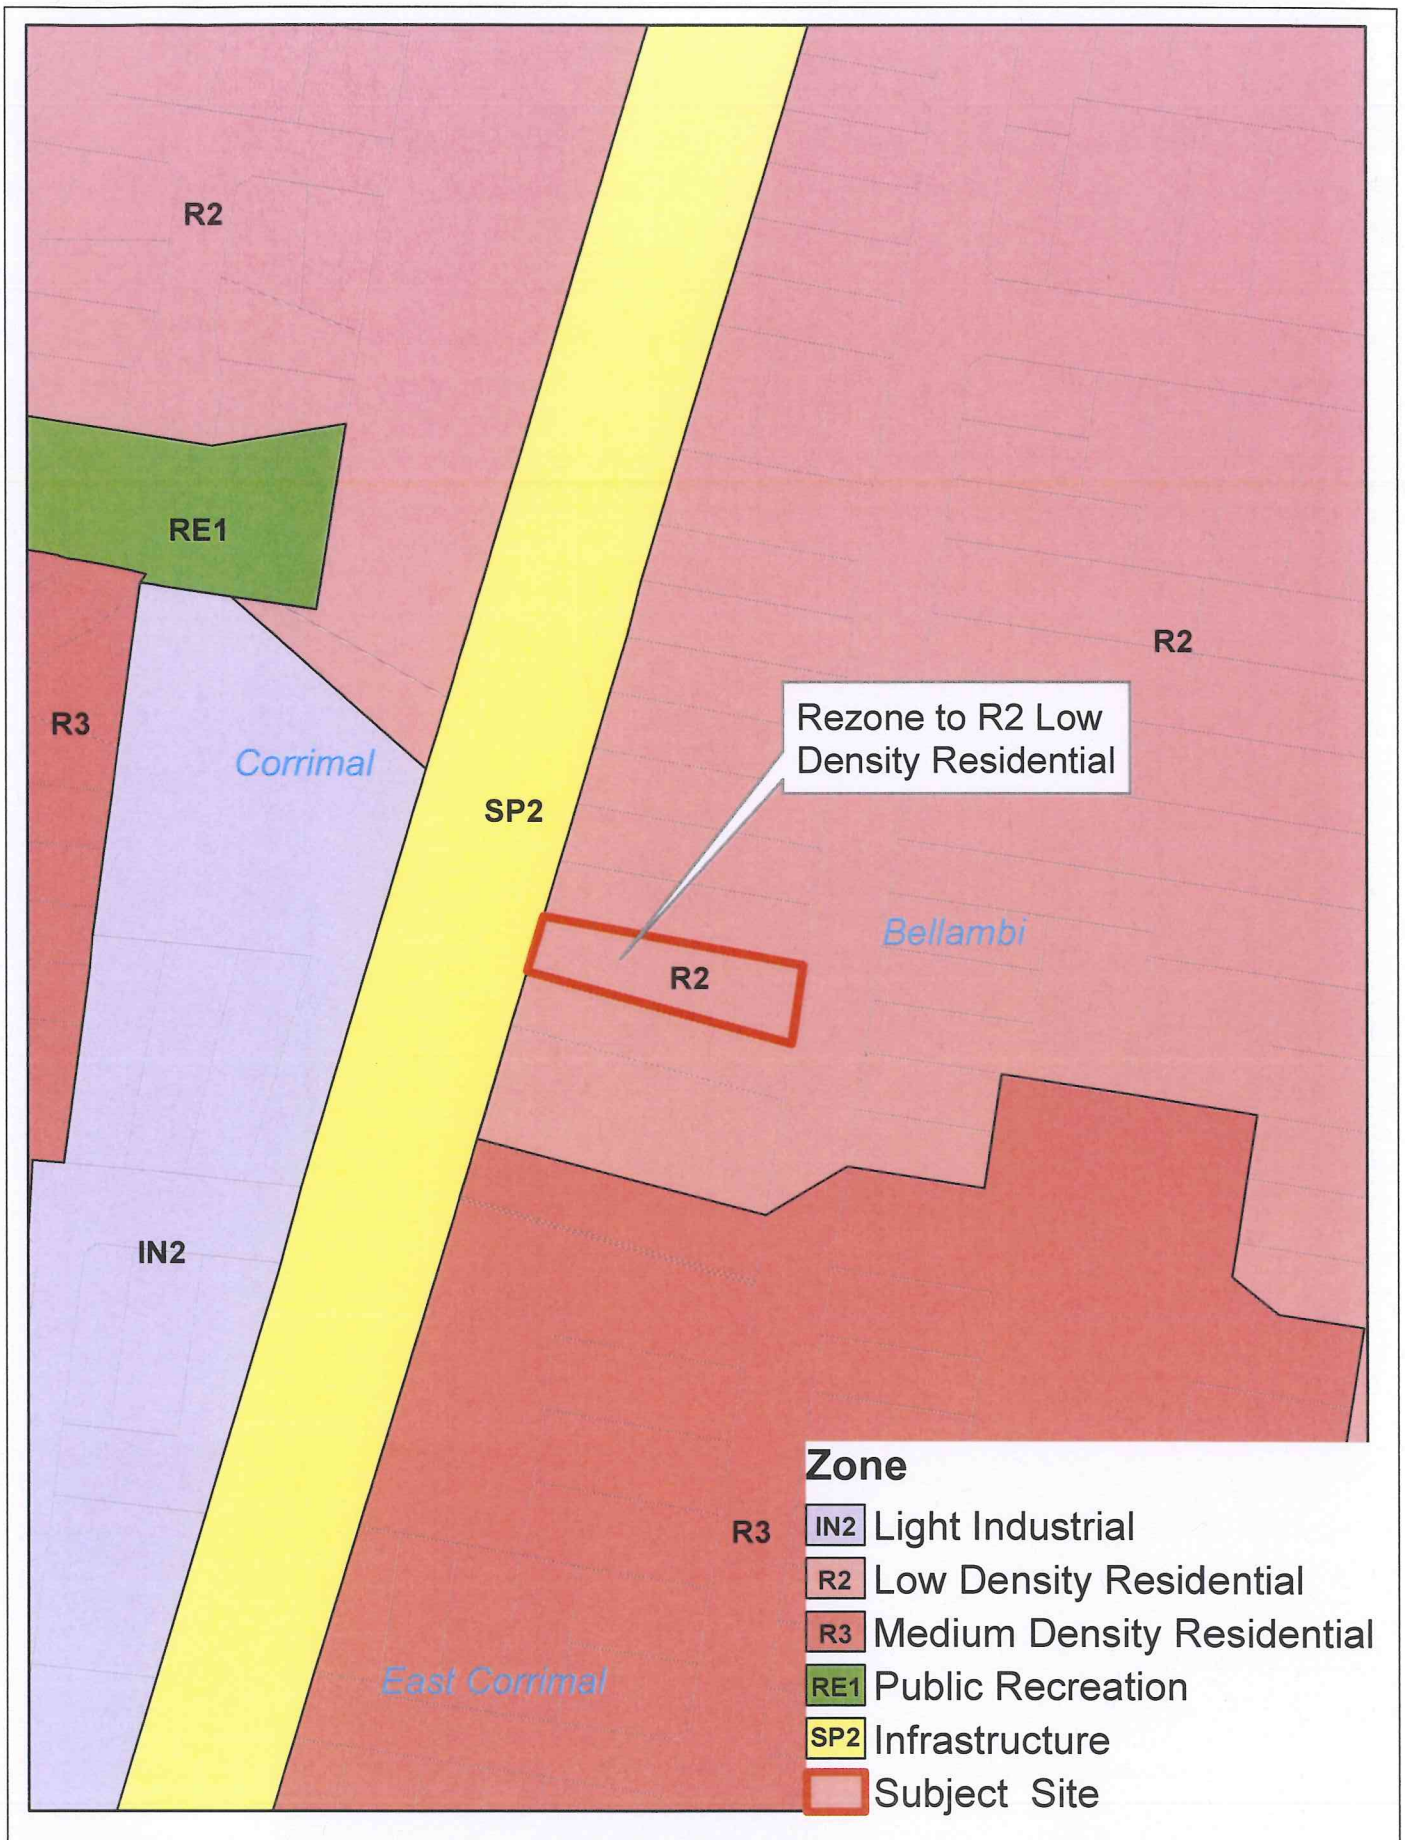 R2
RE1
R2
Rezone to R2 Low
Density Residential
R3
Corrimal
SP2
Bellambi
R2
IN2
Zone
R3
IN2 Light Industrial
R2 Low Density Residential
R3 Medium Density Residential
East Corrimal
RE1 Public Recreation
SP2 Infrastructure
Subject Site